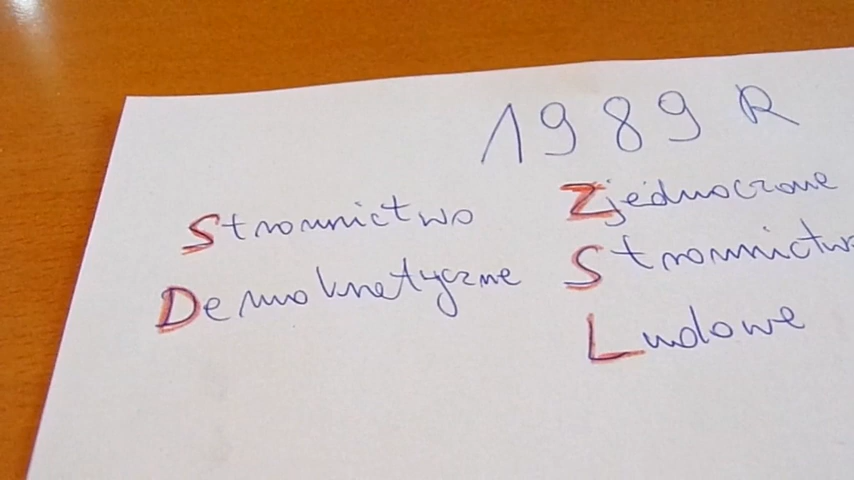 1989 R
Stronnictwo
Demokratyczne
Zjednoczone
Stronnictwo
Ludowe